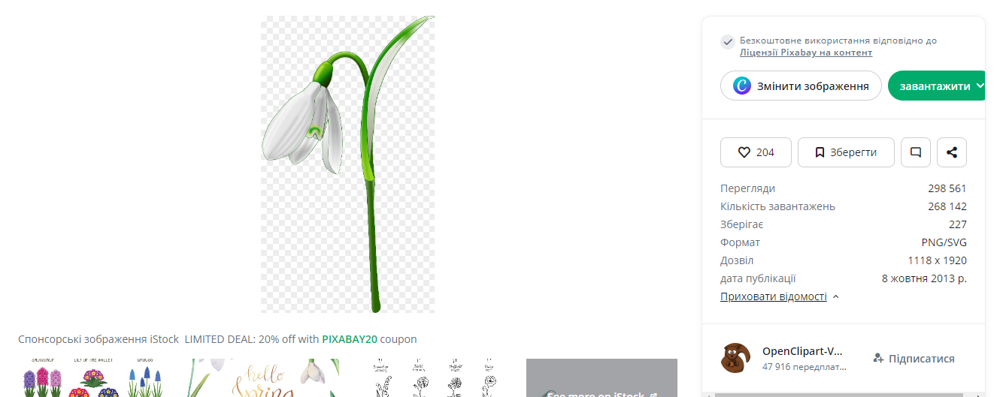 Безкоштовне використання відповідно до
Ліцензії Pixabay на контент
Змінити зображення
завантажити
204
Зберегти
Перегляди 298 561
Кількість завантажень 268 142
Зберігає 227
Формат PNG/SVG
Дозвіл 1118 x 1920
дата публікації 8 жовтня 2013 р.
Приховати відомості
OpenClipart-V...
47 916 передплат...
Підписатися
Спонсорські зображення iStock LIMITED DEAL: 20% off with PIXABAY20 coupon
hello
Spring
See more on iStock